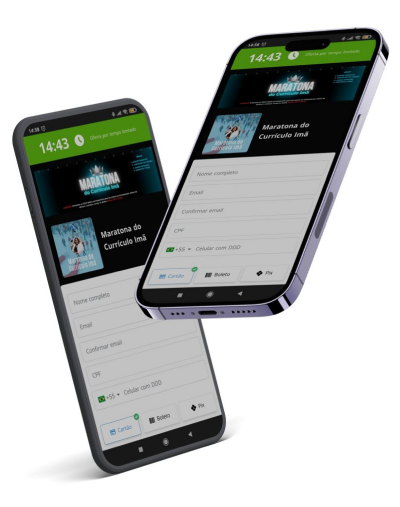 14:38
14:43 Oferta por tempo limitado
MARATONA
do Currículo Imã
Maratona do
Currículo Imã
Nome completo
Email
Confirmar email
CPF
+55 Celular com DDD
Cartão
Boleto
Pix
14:38
14:43 Oferta por tempo limitado
MARATONA
do Currículo Imã
Maratona do
Currículo Imã
Nome completo
Email
Confirmar email
CPF
+55 Celular com DDD
Cartão
Boleto
Pix